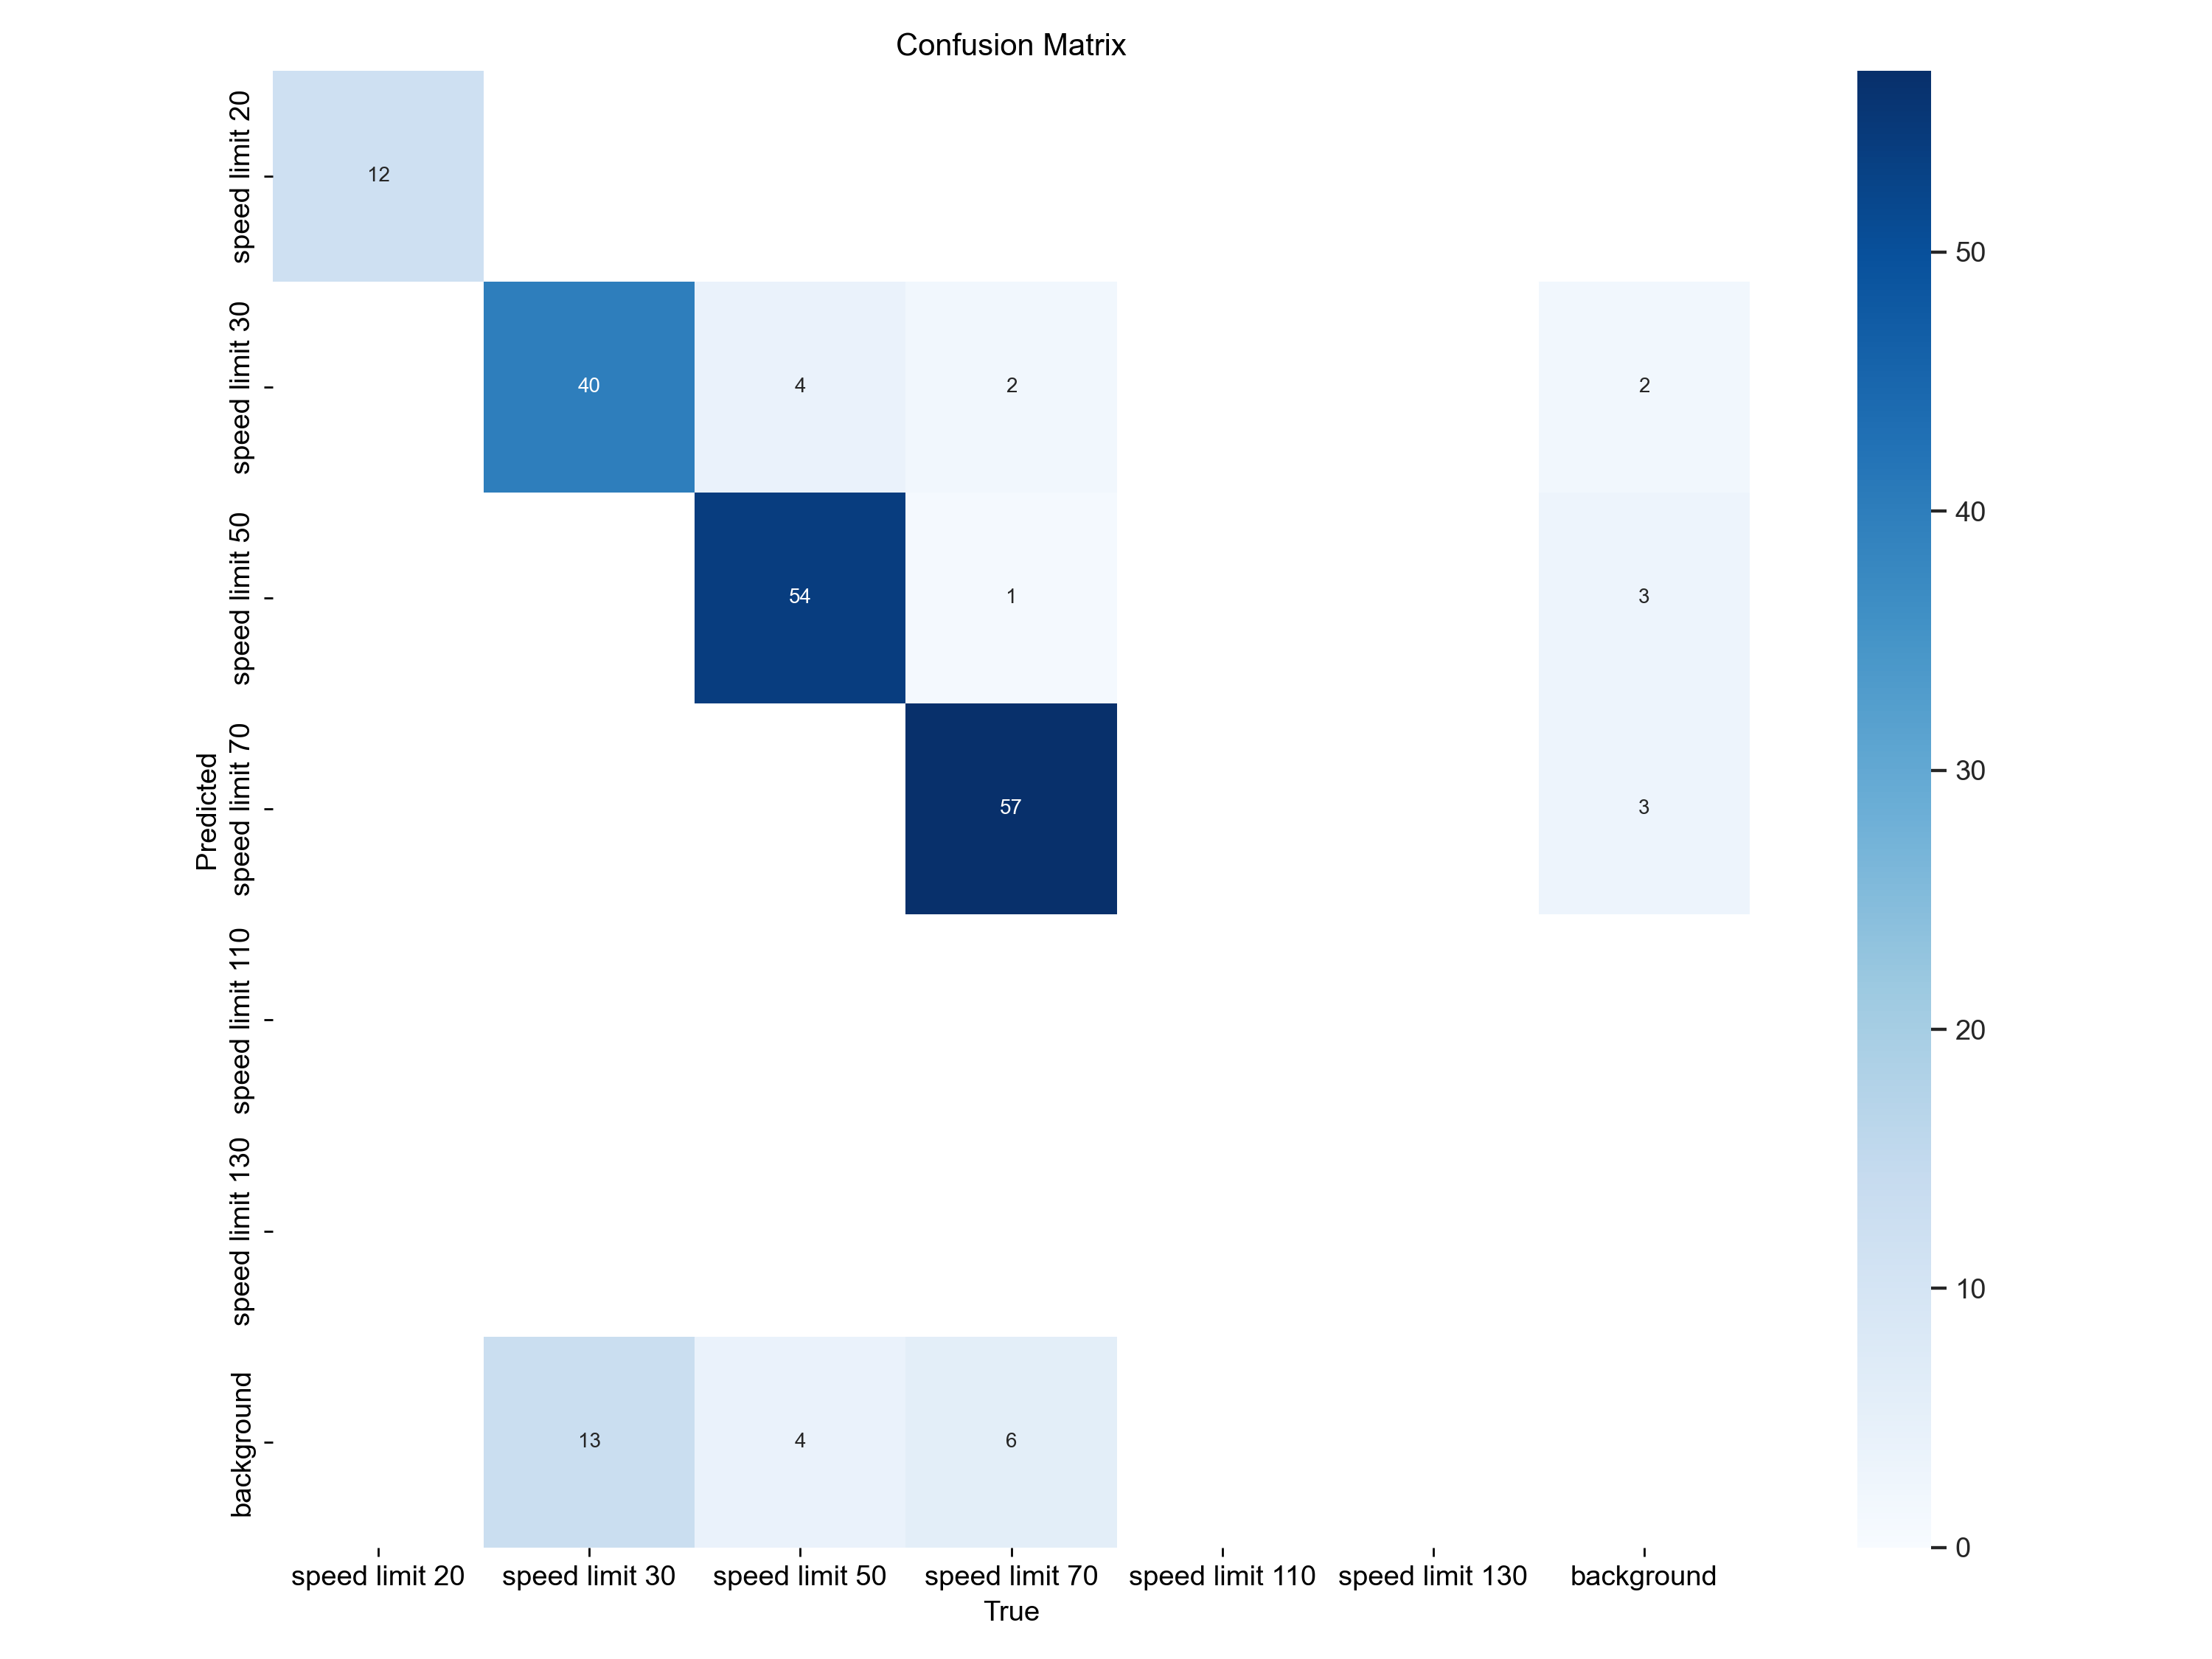 Confusion Matrix
speed limit 20
12
speed limit 30
40 4 2 2
speed limit 50
54 1 3
speed limit 70
57 3
speed limit 110
speed limit 130
background
13 4 6
Predicted
speed limit 20 speed limit 30 speed limit 50 speed limit 70 speed limit 110 speed limit 130 background
True
50
40
30
20
10
0